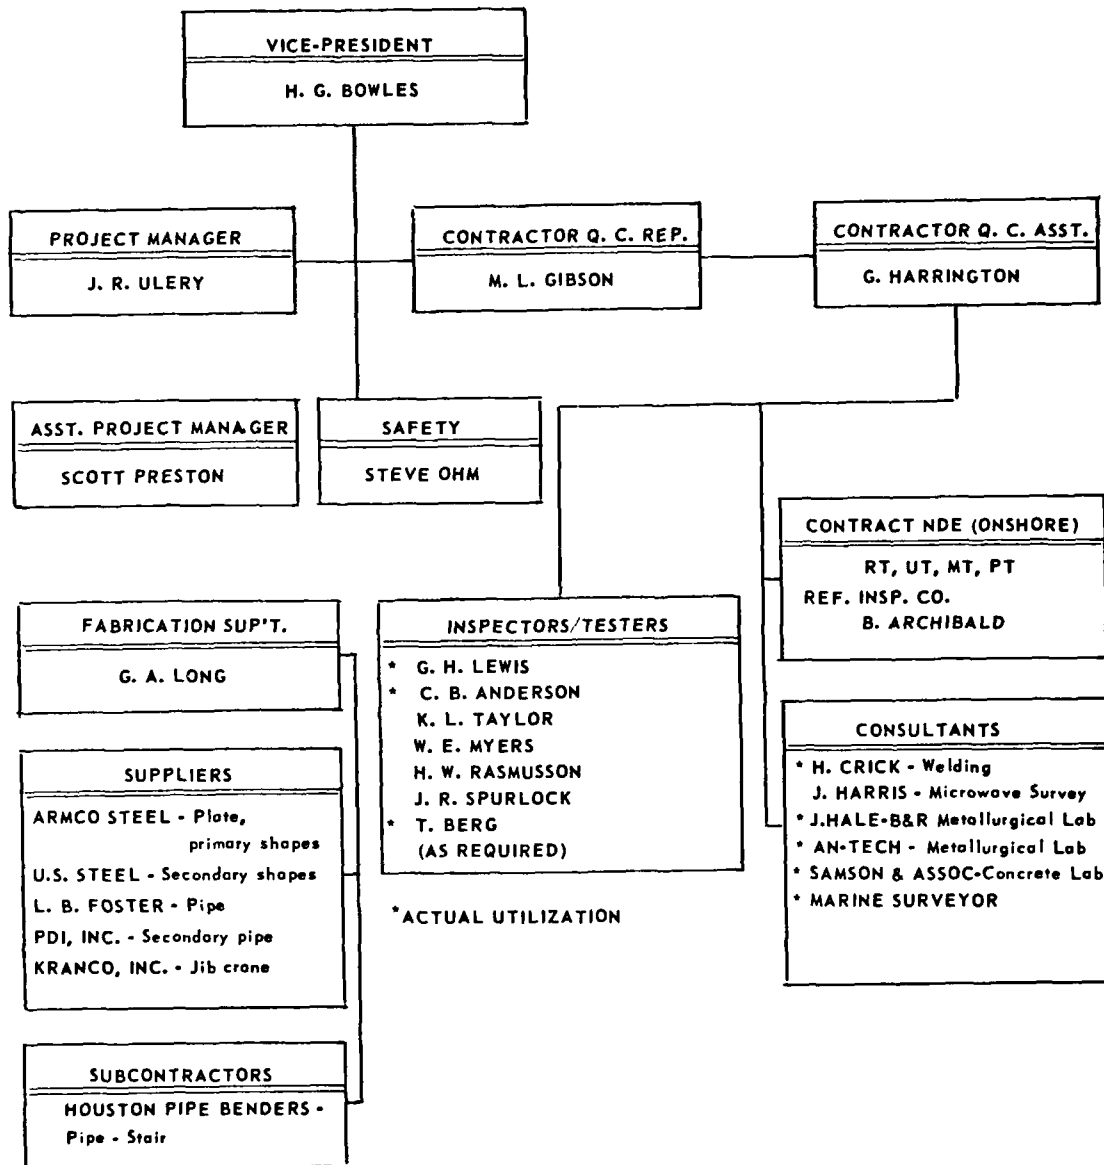 VICE-PRESIDENT
H. G. BOWLES
PROJECT MANAGER
J. R. ULERY
CONTRACTOR Q. C. REP.
M. L. GIBSON
CONTRACTOR Q. C. ASST.
G. HARRINGTON
ASST. PROJECT MANAGER
SCOTT PRESTON
SAFETY
STEVE OHM
CONTRACT NDE (ONSHORE)
RT, UT, MT, PT
REF. INSP. CO.
B. ARCHIBALD
FABRICATION SUP'T.
G. A. LONG
INSPECTORS/TESTERS
* G. H. LEWIS
* C. B. ANDERSON
K. L. TAYLOR
W. E. MYERS
H. W. RASMUSSON
J. R. SPURLOCK
* T. BERG
(AS REQUIRED)
*ACTUAL UTILIZATION
CONSULTANTS
* H. CRICK - Welding
J. HARRIS - Microwave Survey
* J.HALE-B&R Metallurgical Lab
* AN-TECH - Metallurgical Lab
* SAMSON & ASSOC-Concrete Lab
* MARINE SURVEYOR
SUPPLIERS
ARMCO STEEL - Plate,
primary shapes
U.S. STEEL - Secondary shapes
L. B. FOSTER - Pipe
PDI, INC. - Secondary pipe
KRANCO, INC. - Jib crane
SUBCONTRACTORS
HOUSTON PIPE BENDERS -
Pipe - Stair